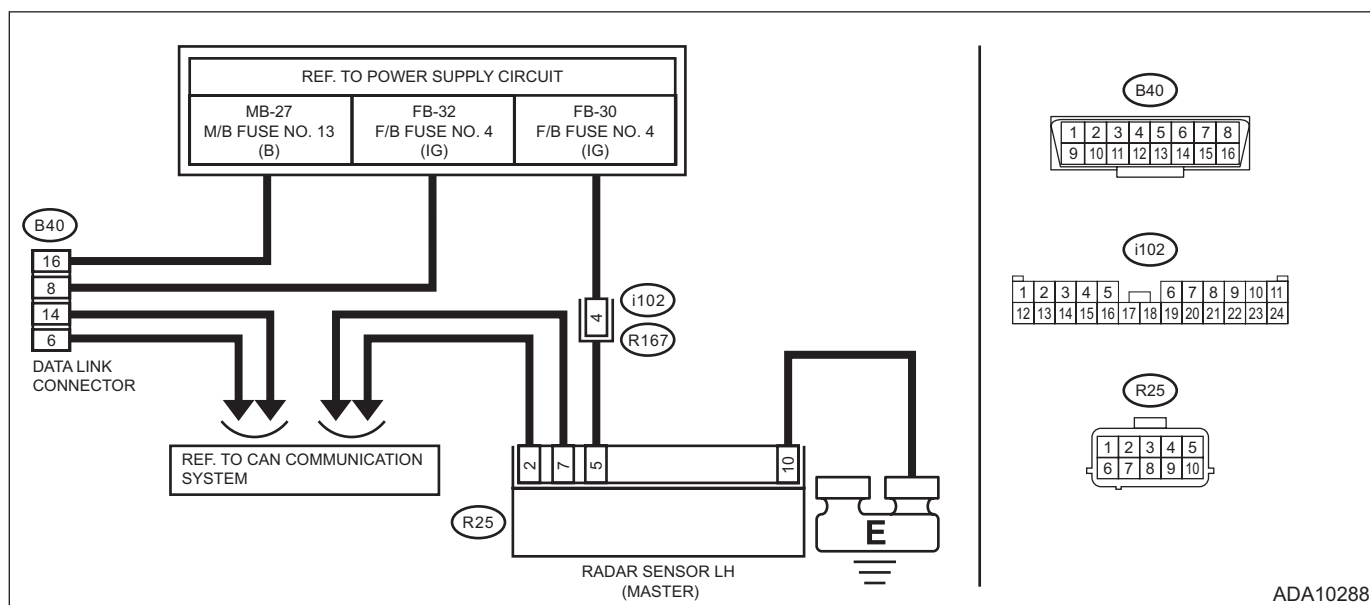 REF. TO POWER SUPPLY CIRCUIT
MB-27
M/B FUSE NO. 13
(B)
FB-32
F/B FUSE NO. 4
(IG)
FB-30
F/B FUSE NO. 4
(IG)
B40
16
8
14
6
DATA LINK
CONNECTOR
4
i102
R167
REF. TO CAN COMMUNICATION
SYSTEM
2
7
5
10
R25
RADAR SENSOR LH
(MASTER)
E
B40
1 2 3 4 5 6 7 8
9 10 11 12 13 14 15 16
i102
1 2 3 4 5 6 7 8 9 10 11
12 13 14 15 16 17 18 19 20 21 22 23 24
R25
1 2 3 4 5
6 7 8 9 10
ADA10288